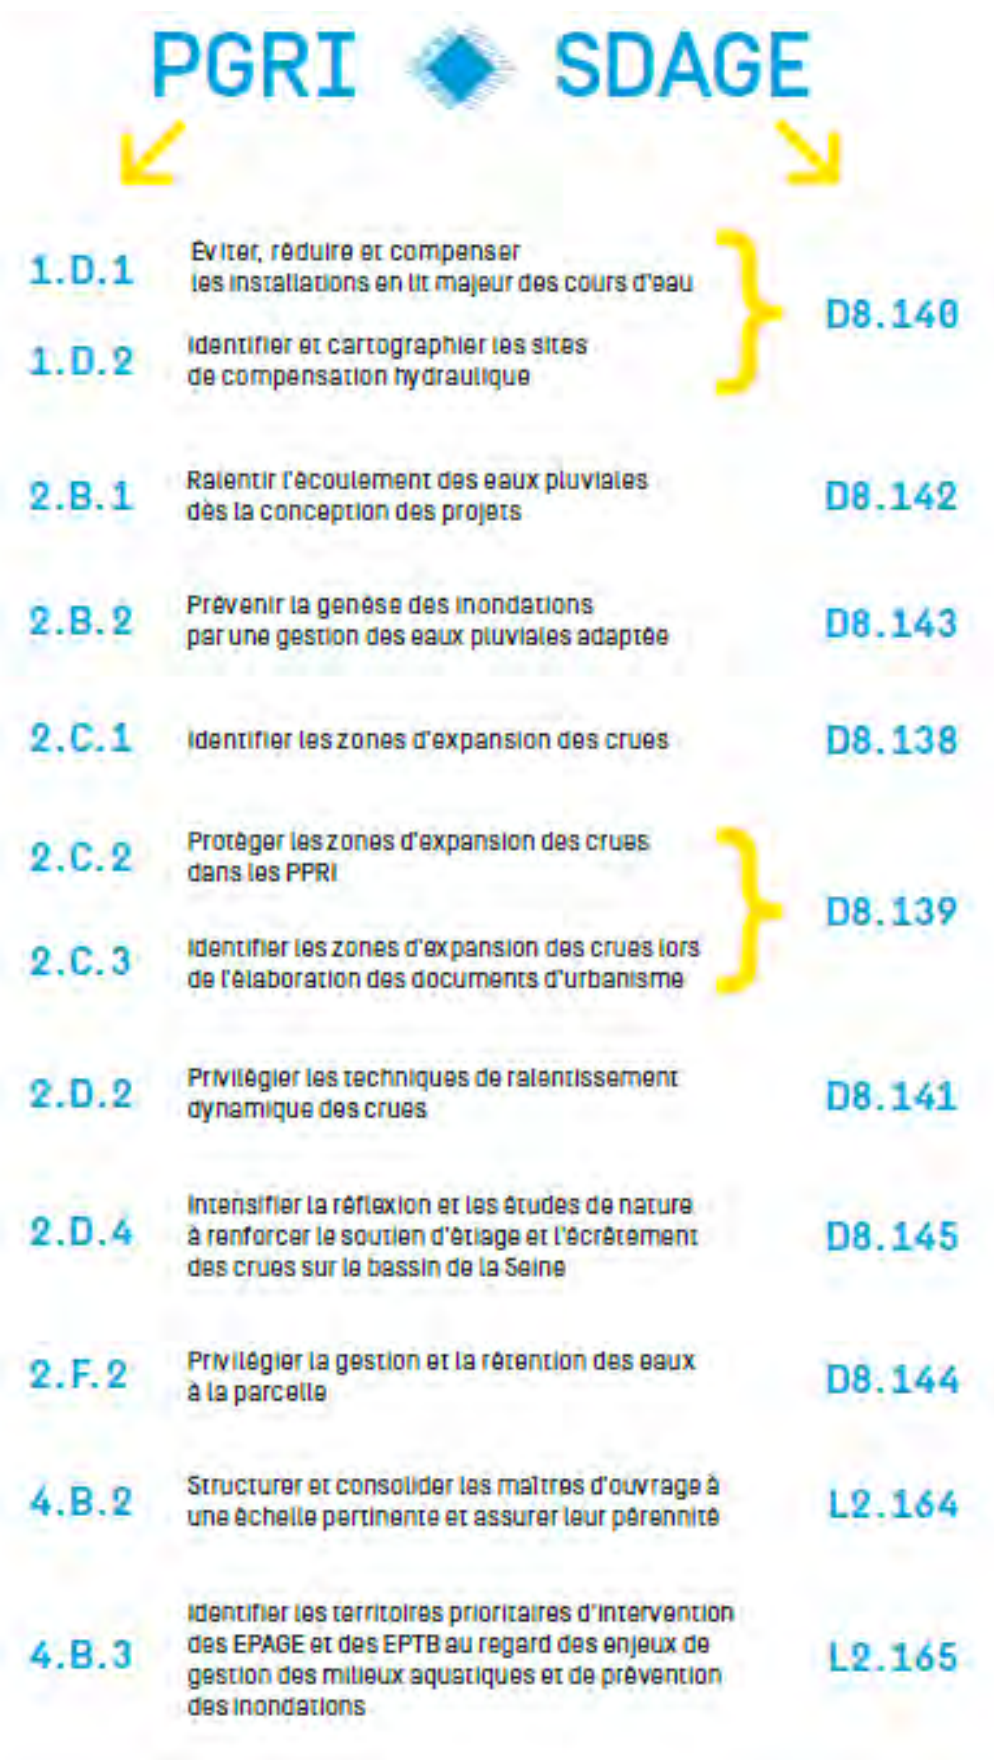 PGRI SDAGE
1.D.1
Éviter, réduire et compenser
les installations en lit majeur des cours d'eau
1.D.2
Identifier et cartographier les sites
de compensation hydraulique
D8.140
2.B.1
Ralentir l'écoulement des eaux pluviales
dès la conception des projets
D8.142
2.B.2
Prévenir la genèse des inondations
par une gestion des eaux pluviales adaptée
D8.143
2.C.1
Identifier les zones d'expansion des crues
D8.138
2.C.2
Protéger les zones d'expansion des crues
dans les PPRI
2.C.3
Identifier les zones d'expansion des crues lors
de l'élaboration des documents d'urbanisme
D8.139
2.D.2
Privilégier les techniques de ralentissement
dynamique des crues
D8.141
2.D.4
Intensifier la réflexion et les études de nature
à renforcer le soutien d'étiage et l'écrêtement
des crues sur le bassin de la Seine
D8.145
2.F.2
Privilégier la gestion et la rétention des eaux
à la parcelle
D8.144
4.B.2
Structurer et consolider les maîtres d'ouvrage à
une échelle pertinente et assurer leur pérennité
L2.164
4.B.3
Identifier les territoires prioritaires d'intervention
des EPAGE et des EPTB au regard des enjeux de
gestion des milieux aquatiques et de prévention
des inondations
L2.165